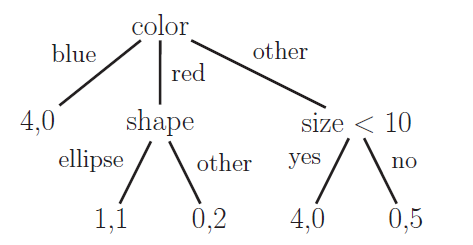 color
blue
red
other
4,0
shape
size < 10
ellipse
other
yes
no
1,1
0,2
4,0
0,5